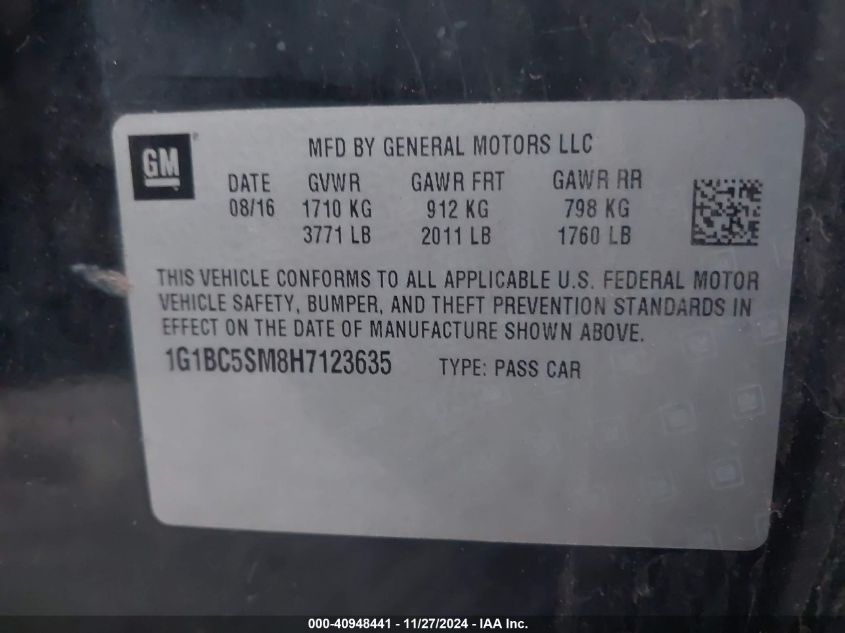 GM®
MFD BY GENERAL MOTORS LLC
DATE GVWR GAWR FRT GAWR RR
08/16 1710 KG 912 KG 798 KG
3771 LB 2011 LB 1760 LB
THIS VEHICLE CONFORMS TO ALL APPLICABLE U.S. FEDERAL MOTOR
VEHICLE SAFETY, BUMPER, AND THEFT PREVENTION STANDARDS IN
EFFECT ON THE DATE OF MANUFACTURE SHOWN ABOVE.
1G1BC5SM8H7123635 TYPE: PASS CAR
000-40948441 — 11/27/2024 — IAA Inc.